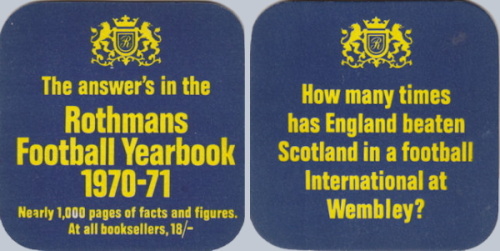 R
The answer's in the
Rothmans
Football Yearbook
1970-71
Nearly 1,000 pages of facts and figures.
At all booksellers, 18/-
R
How many times
has England beaten
Scotland in a football
International at
Wembley?